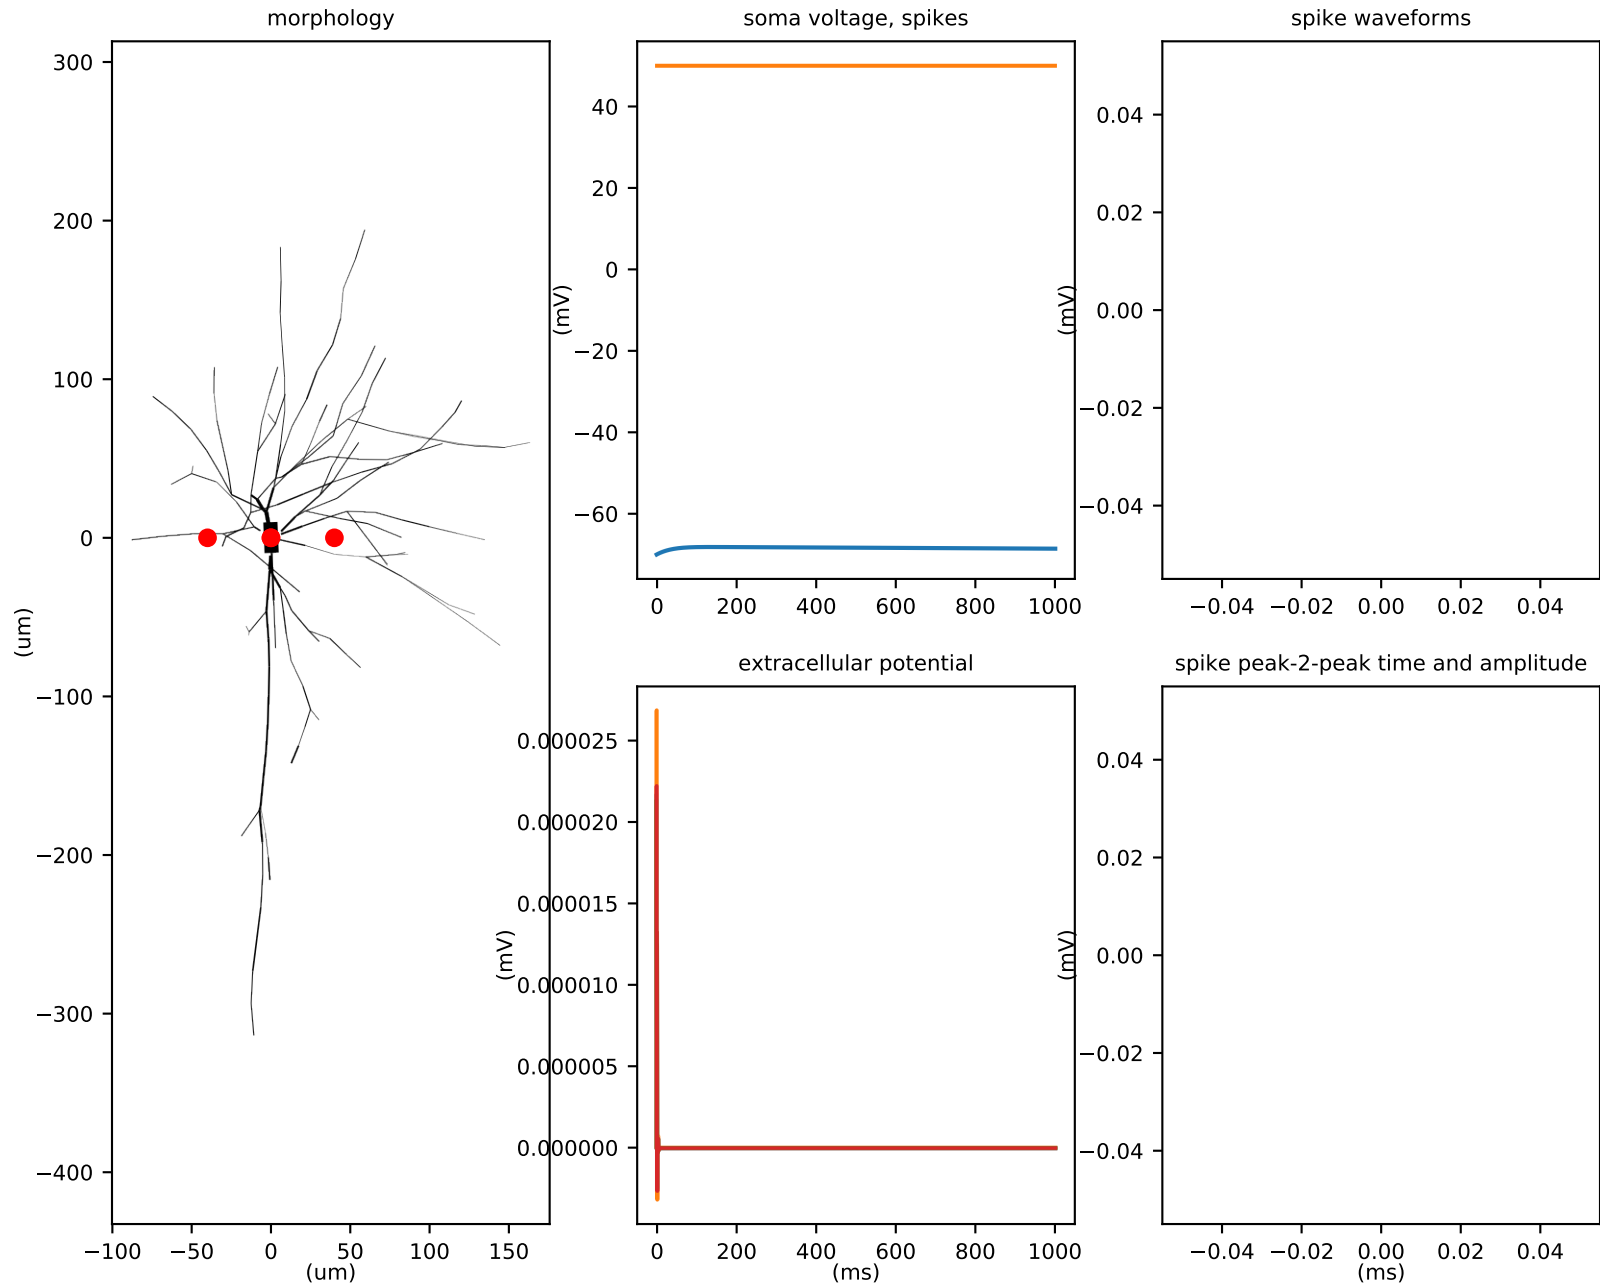 morphology
300
200
100
0
−100
−200
−300
−400
(um)
−100 −50 0 50 100 150
(um)
soma voltage, spikes
40
20
0
−20
−40
−60
(mV)
0 200 400 600 800 1000
spike waveforms
0.04
0.02
0.00
−0.02
−0.04
(mV)
−0.04 −0.02 0.00 0.02 0.04
extracellular potential
0.000025
0.000020
0.000015
0.000010
0.000005
0.000000
(mV)
0 200 400 600 800 1000
(ms)
spike peak-2-peak time and amplitude
0.04
0.02
0.00
−0.02
−0.04
(mV)
−0.04 −0.02 0.00 0.02 0.04
(ms)